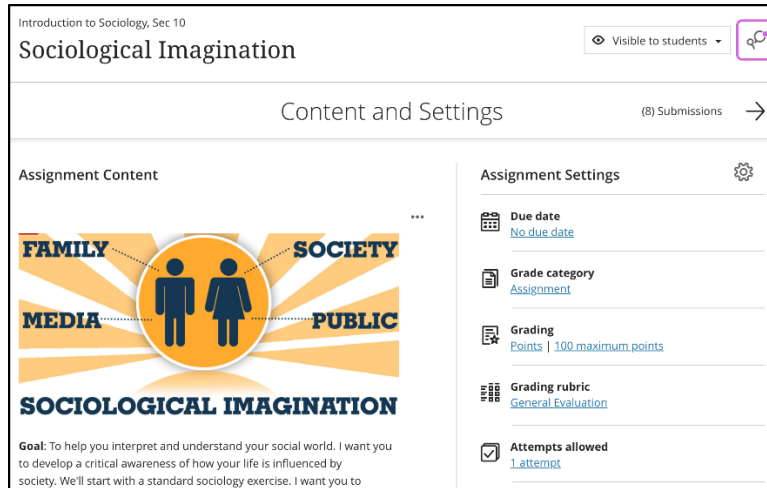 Introduction to Sociology, Sec 10
Sociological Imagination
Visible to students
Content and Settings
(8) Submissions
Assignment Content
FAMILY
SOCIETY
MEDIA
PUBLIC
SOCIOLOGICAL IMAGINATION
Goal: To help you interpret and understand your social world. I want you
to develop a critical awareness of how your life is influenced by
society. We'll start with a standard sociology exercise. I want you to
Assignment Settings
Due date
No due date
Grade category
Assignment
Grading
Points | 100 maximum points
Grading rubric
General Evaluation
Attempts allowed
1 attempt